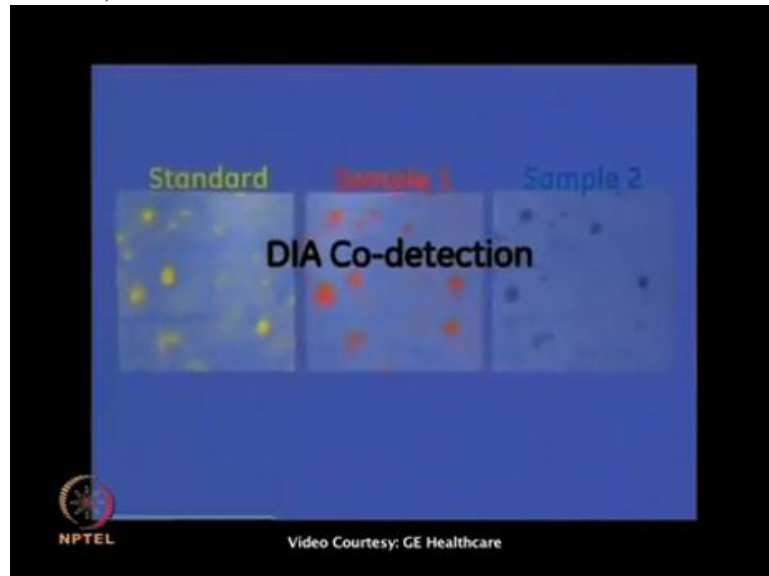 Standard Sample 1 Sample 2
DIA Co-detection
NPTEL
Video Courtesy: GE Healthcare